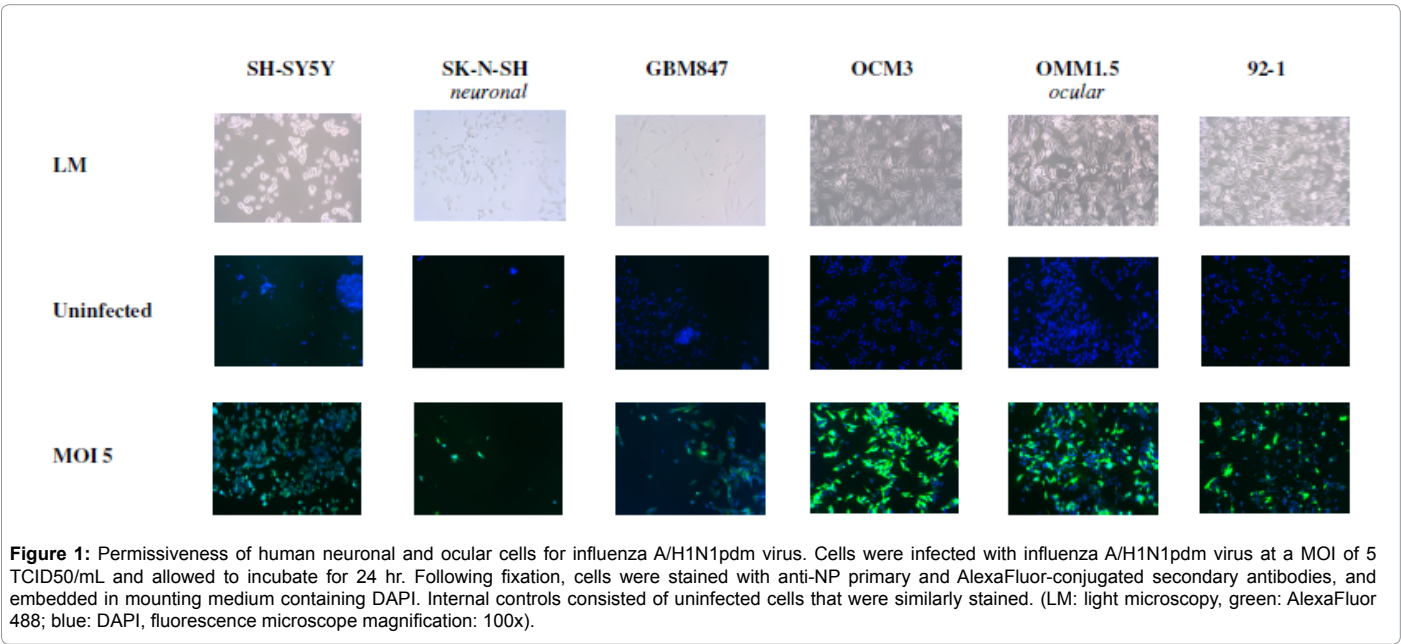 SH-SY5Y SK-N-SH GBM847 OCM3 OMM1.5 92-1
neuronal ocular
LM
Uninfected
MOI 5
Figure 1: Permissiveness of human neuronal and ocular cells for influenza A/H1N1pdm virus. Cells were infected with influenza A/H1N1pdm virus at a MOI of 5
TCID50/mL and allowed to incubate for 24 hr. Following fixation, cells were stained with anti-NP primary and AlexaFluor-conjugated secondary antibodies, and
embedded in mounting medium containing DAPI. Internal controls consisted of uninfected cells that were similarly stained. (LM: light microscopy, green: AlexaFluor
488; blue: DAPI, fluorescence microscope magnification: 100x).